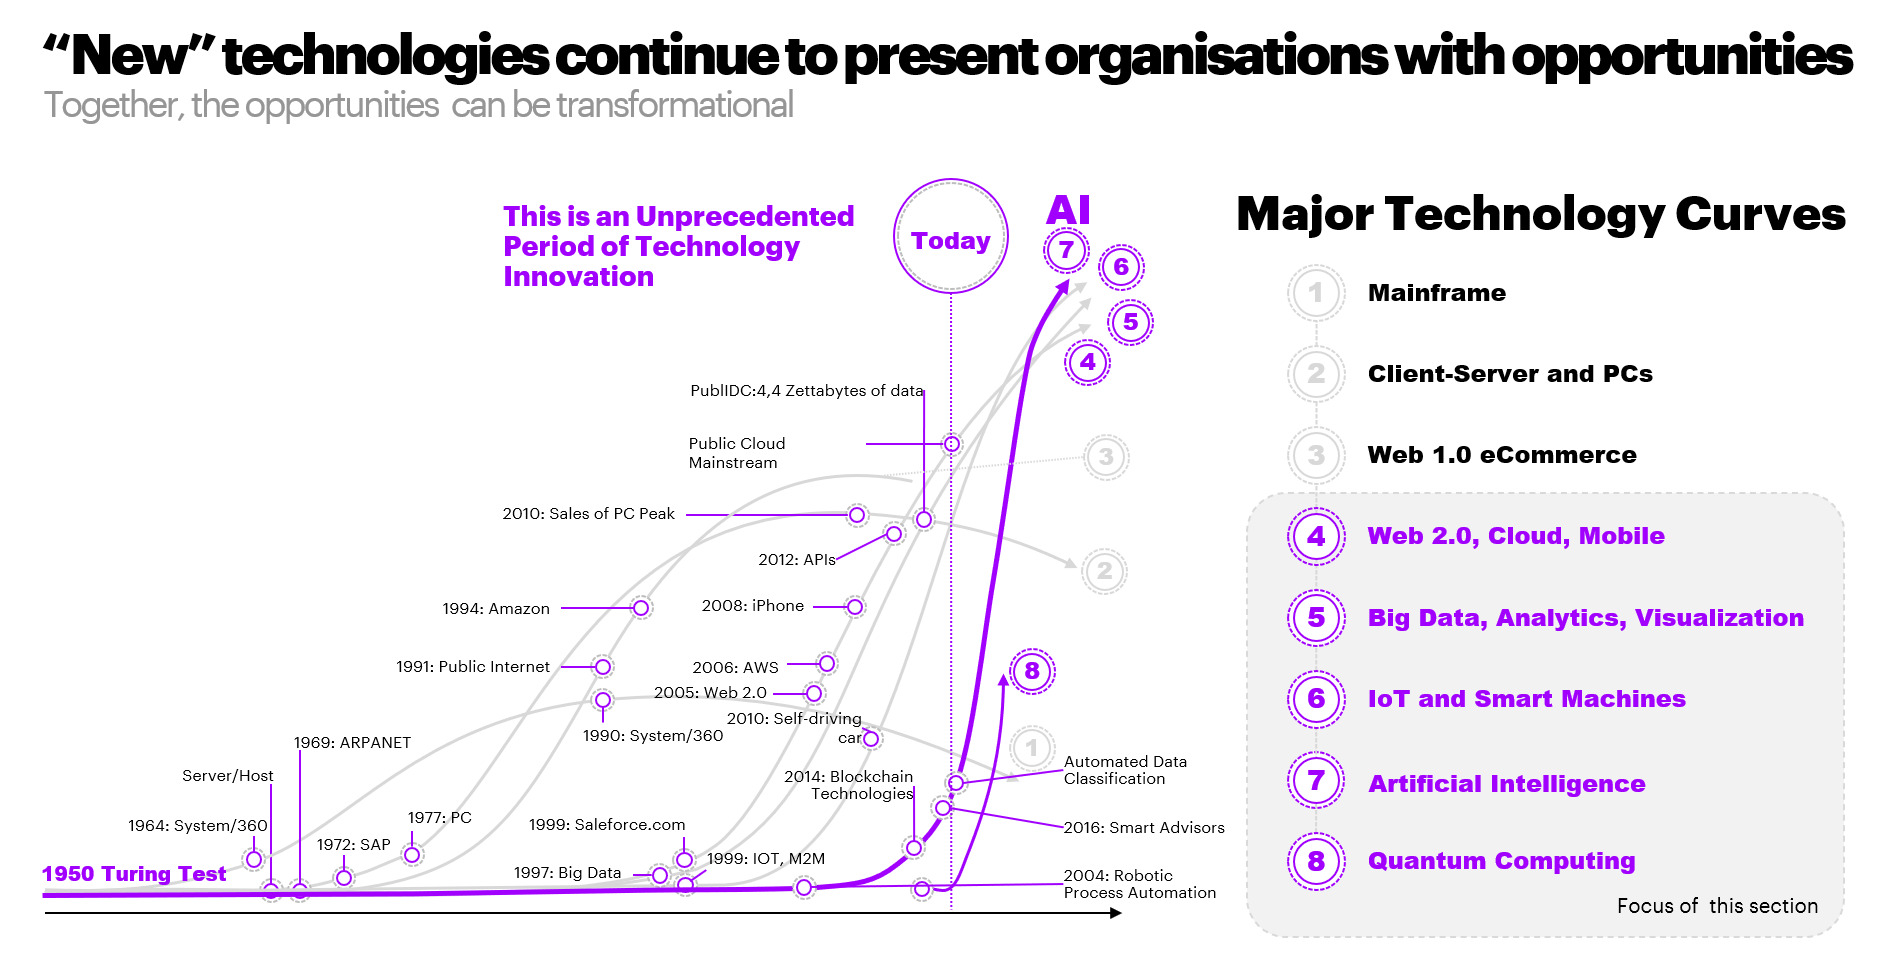 “New” technologies continue to present organisations with opportunities
Together, the opportunities can be transformational
This is an Unprecedented
Period of Technology
Innovation
Today
AI
7
6
5
4
PublIDC:4,4 Zettabytes of data
Public Cloud
Mainstream
3
2010: Sales of PC Peak
2012: APIs
2
1994: Amazon
2008: iPhone
1991: Public Internet
2006: AWS
2005: Web 2.0
8
2010: Self-driving
car
1990: System/360
1969: ARPANET
1
Server/Host
2014: Blockchain
Technologies
Automated Data
Classification
1964: System/360
1977: PC
1972: SAP
1999: Saleforce.com
2016: Smart Advisors
1950 Turing Test
1997: Big Data
1999: IOT, M2M
2004: Robotic
Process Automation
Major Technology Curves
1 Mainframe
2 Client-Server and PCs
3 Web 1.0 eCommerce
4 Web 2.0, Cloud, Mobile
5 Big Data, Analytics, Visualization
6 IoT and Smart Machines
7 Artificial Intelligence
8 Quantum Computing
Focus of this section